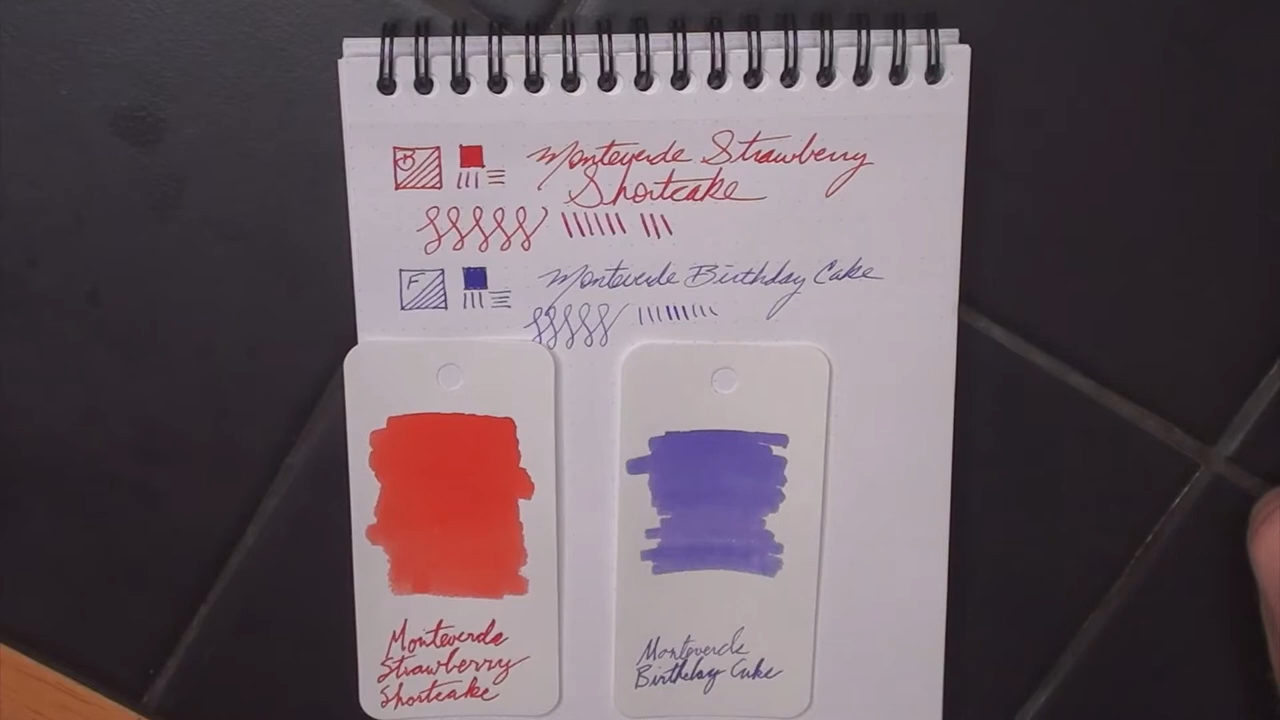 B
Monteverde Strawberry
Shortcake
F
Monteverde Birthday Cake
Monteverde
Strawberry
Shortcake
Monteverde
Birthday Cake